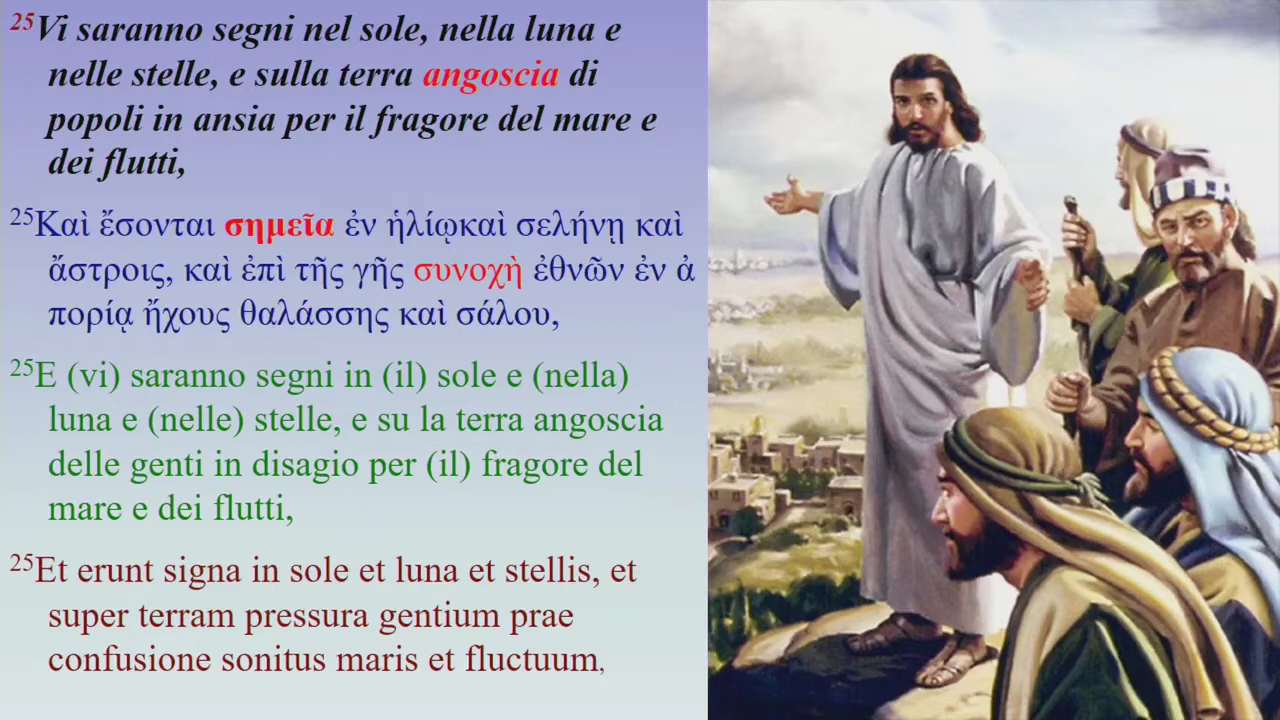 25Vi saranno segni nel sole, nella luna e
nelle stelle, e sulla terra angoscia di
popoli in ansia per il fragore del mare e
dei flutti,
25Καὶ ἔσονται σημεῖα ἐν ἡλίῳκαὶ σελήνῃ καὶ
ἄστροις, καὶ ἐπὶ τῆς γῆς συνοχὴ ἐθνῶν ἐν ἀ
πορίᾳ ἤχους θαλάσσης καὶ σάλου,
25E (vi) saranno segni in (il) sole e (nella)
luna e (nelle) stelle, e su la terra angoscia
delle genti in disagio per (il) fragore del
mare e dei flutti,
25Et erunt signa in sole et luna et stellis, et
super terram pressura gentium prae
confusione sonitus maris et fluctuum,